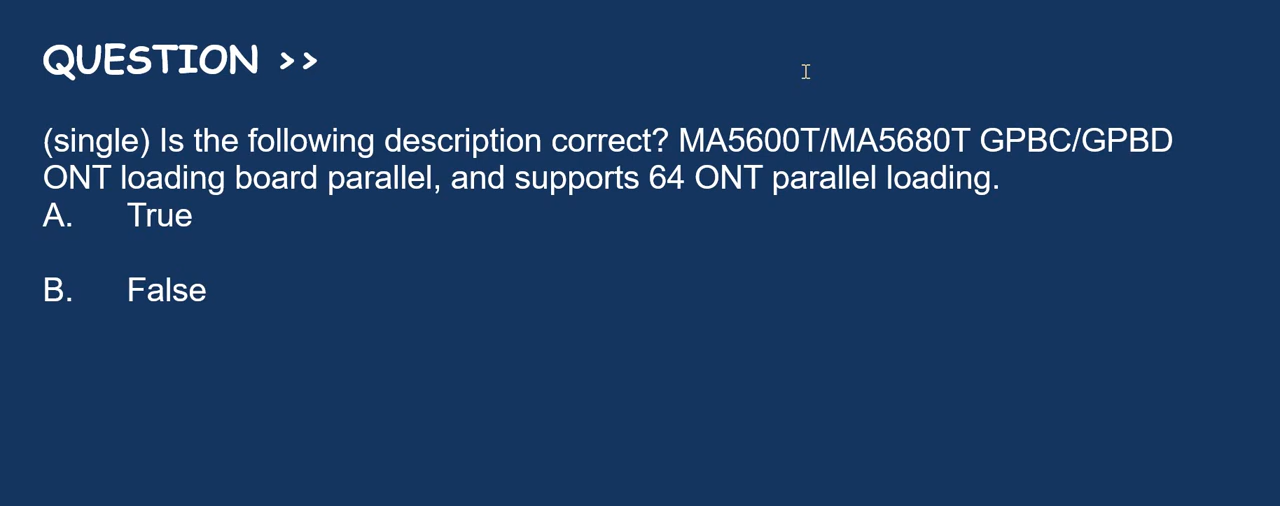 QUESTION >>
(single) Is the following description correct? MA5600T/MA5680T GPBC/GPBD
ONT loading board parallel, and supports 64 ONT parallel loading.
A. True
B. False